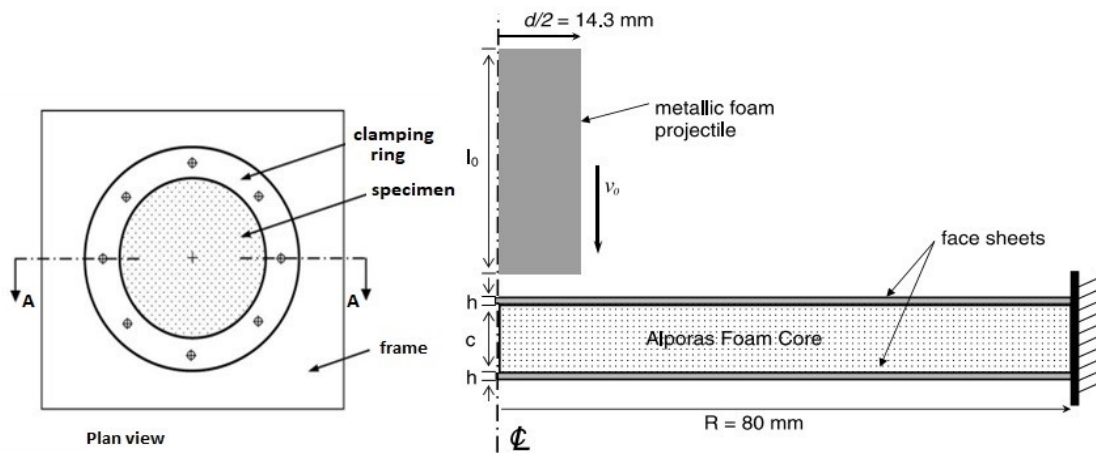 clamping
ring
specimen
A
A
frame
Plan view
d/2 = 14.3 mm
metallic foam
projectile
l₀
v₀
face sheets
h
c
h
Alporas Foam Core
R = 80 mm
℄